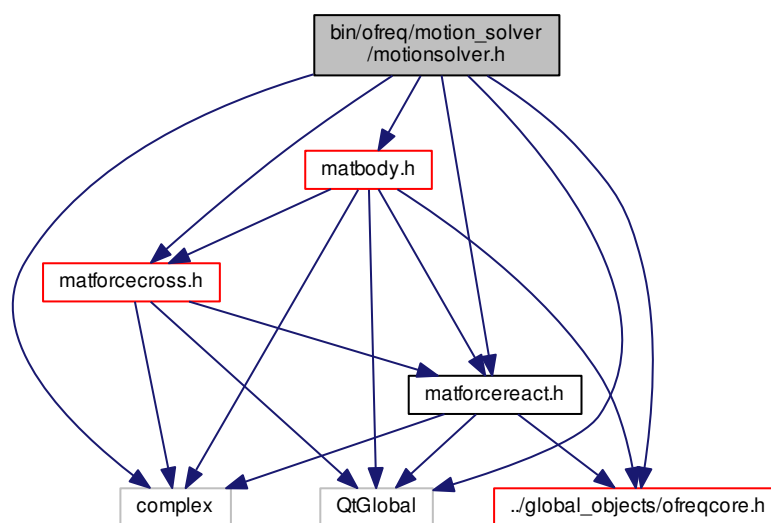 bin/ofreq/motion_solver
/motionsolver.h
matbody.h
matforcecross.h
matforcereact.h
complex
QtGlobal
../global_objects/ofreqcore.h